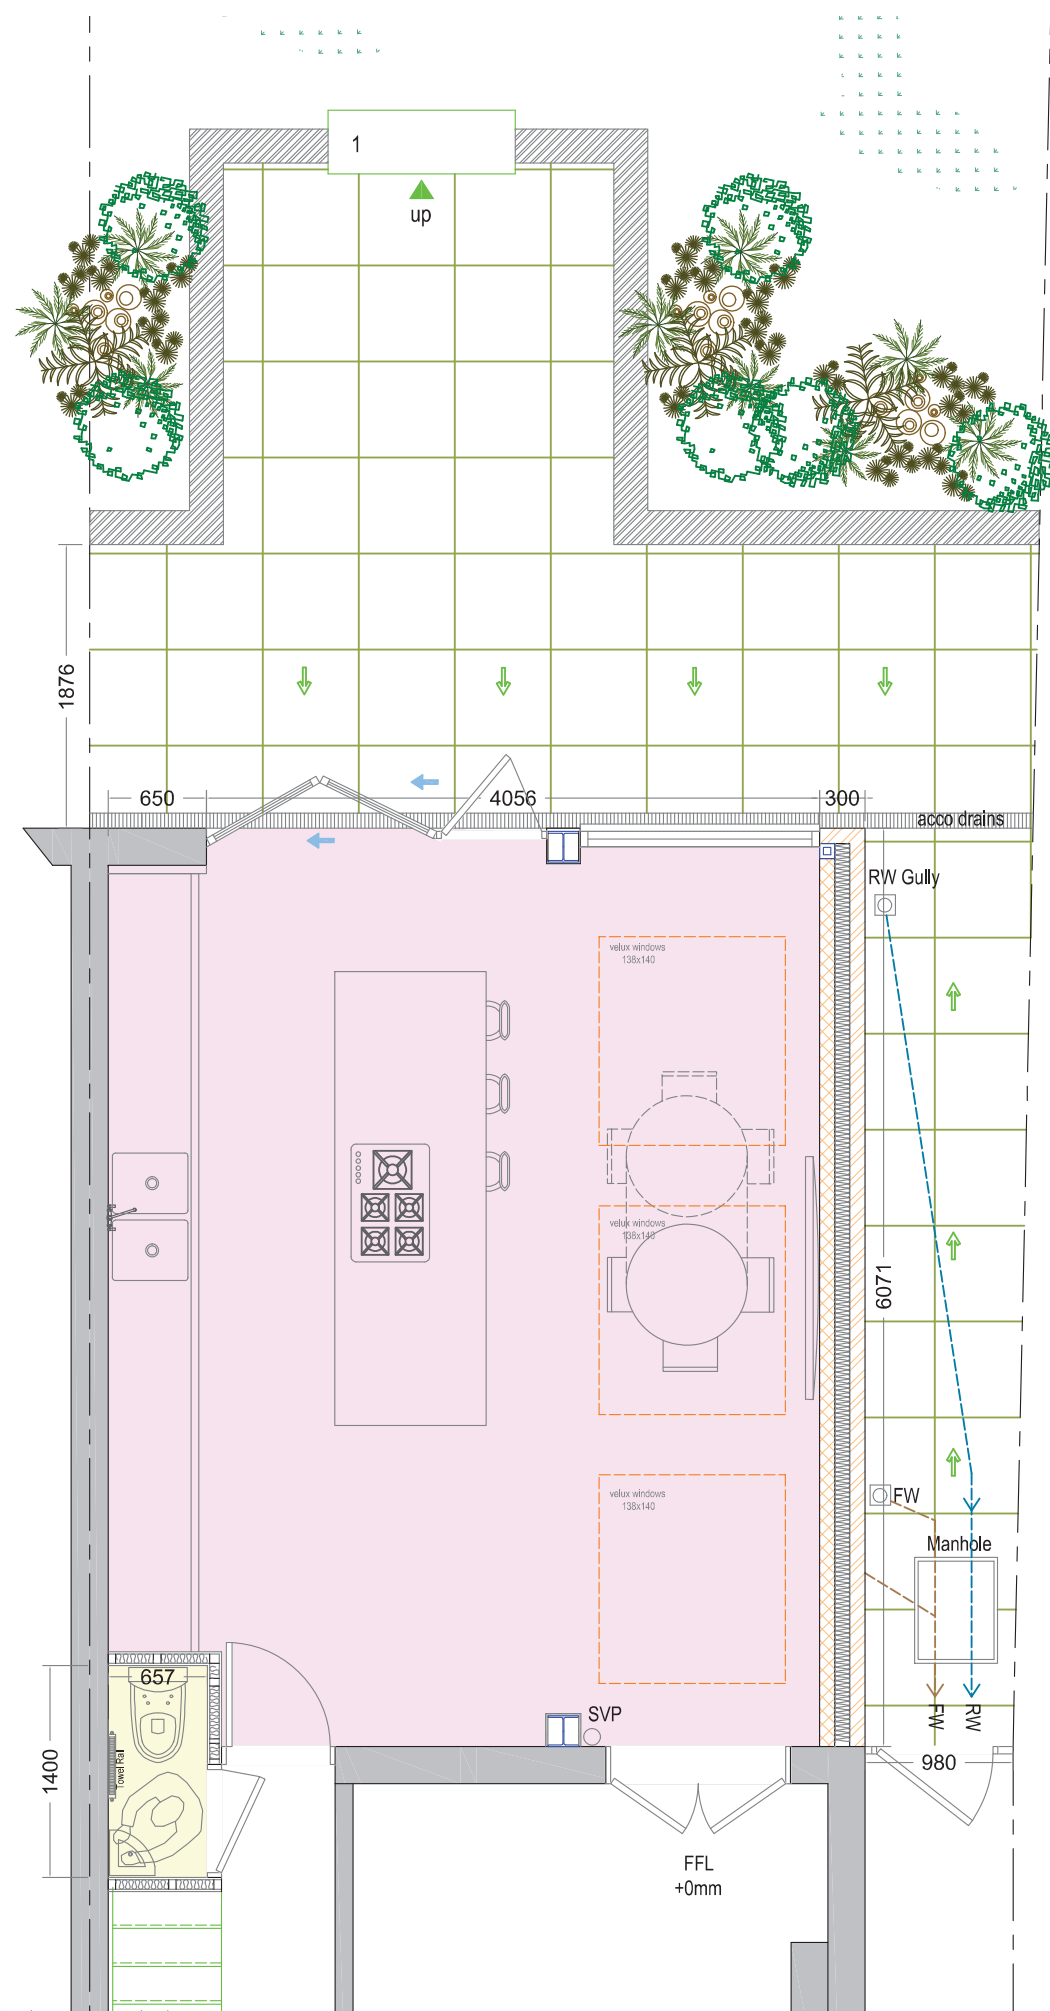 1
up
1876
650
4056
300
acco drains
RW Gully
velux windows
138x140
velux windows
138x140
6071
velux windows
138x140
FW
Manhole
657
SVP
FW
RW
1400
Towel Rail
980
FFL
+0mm